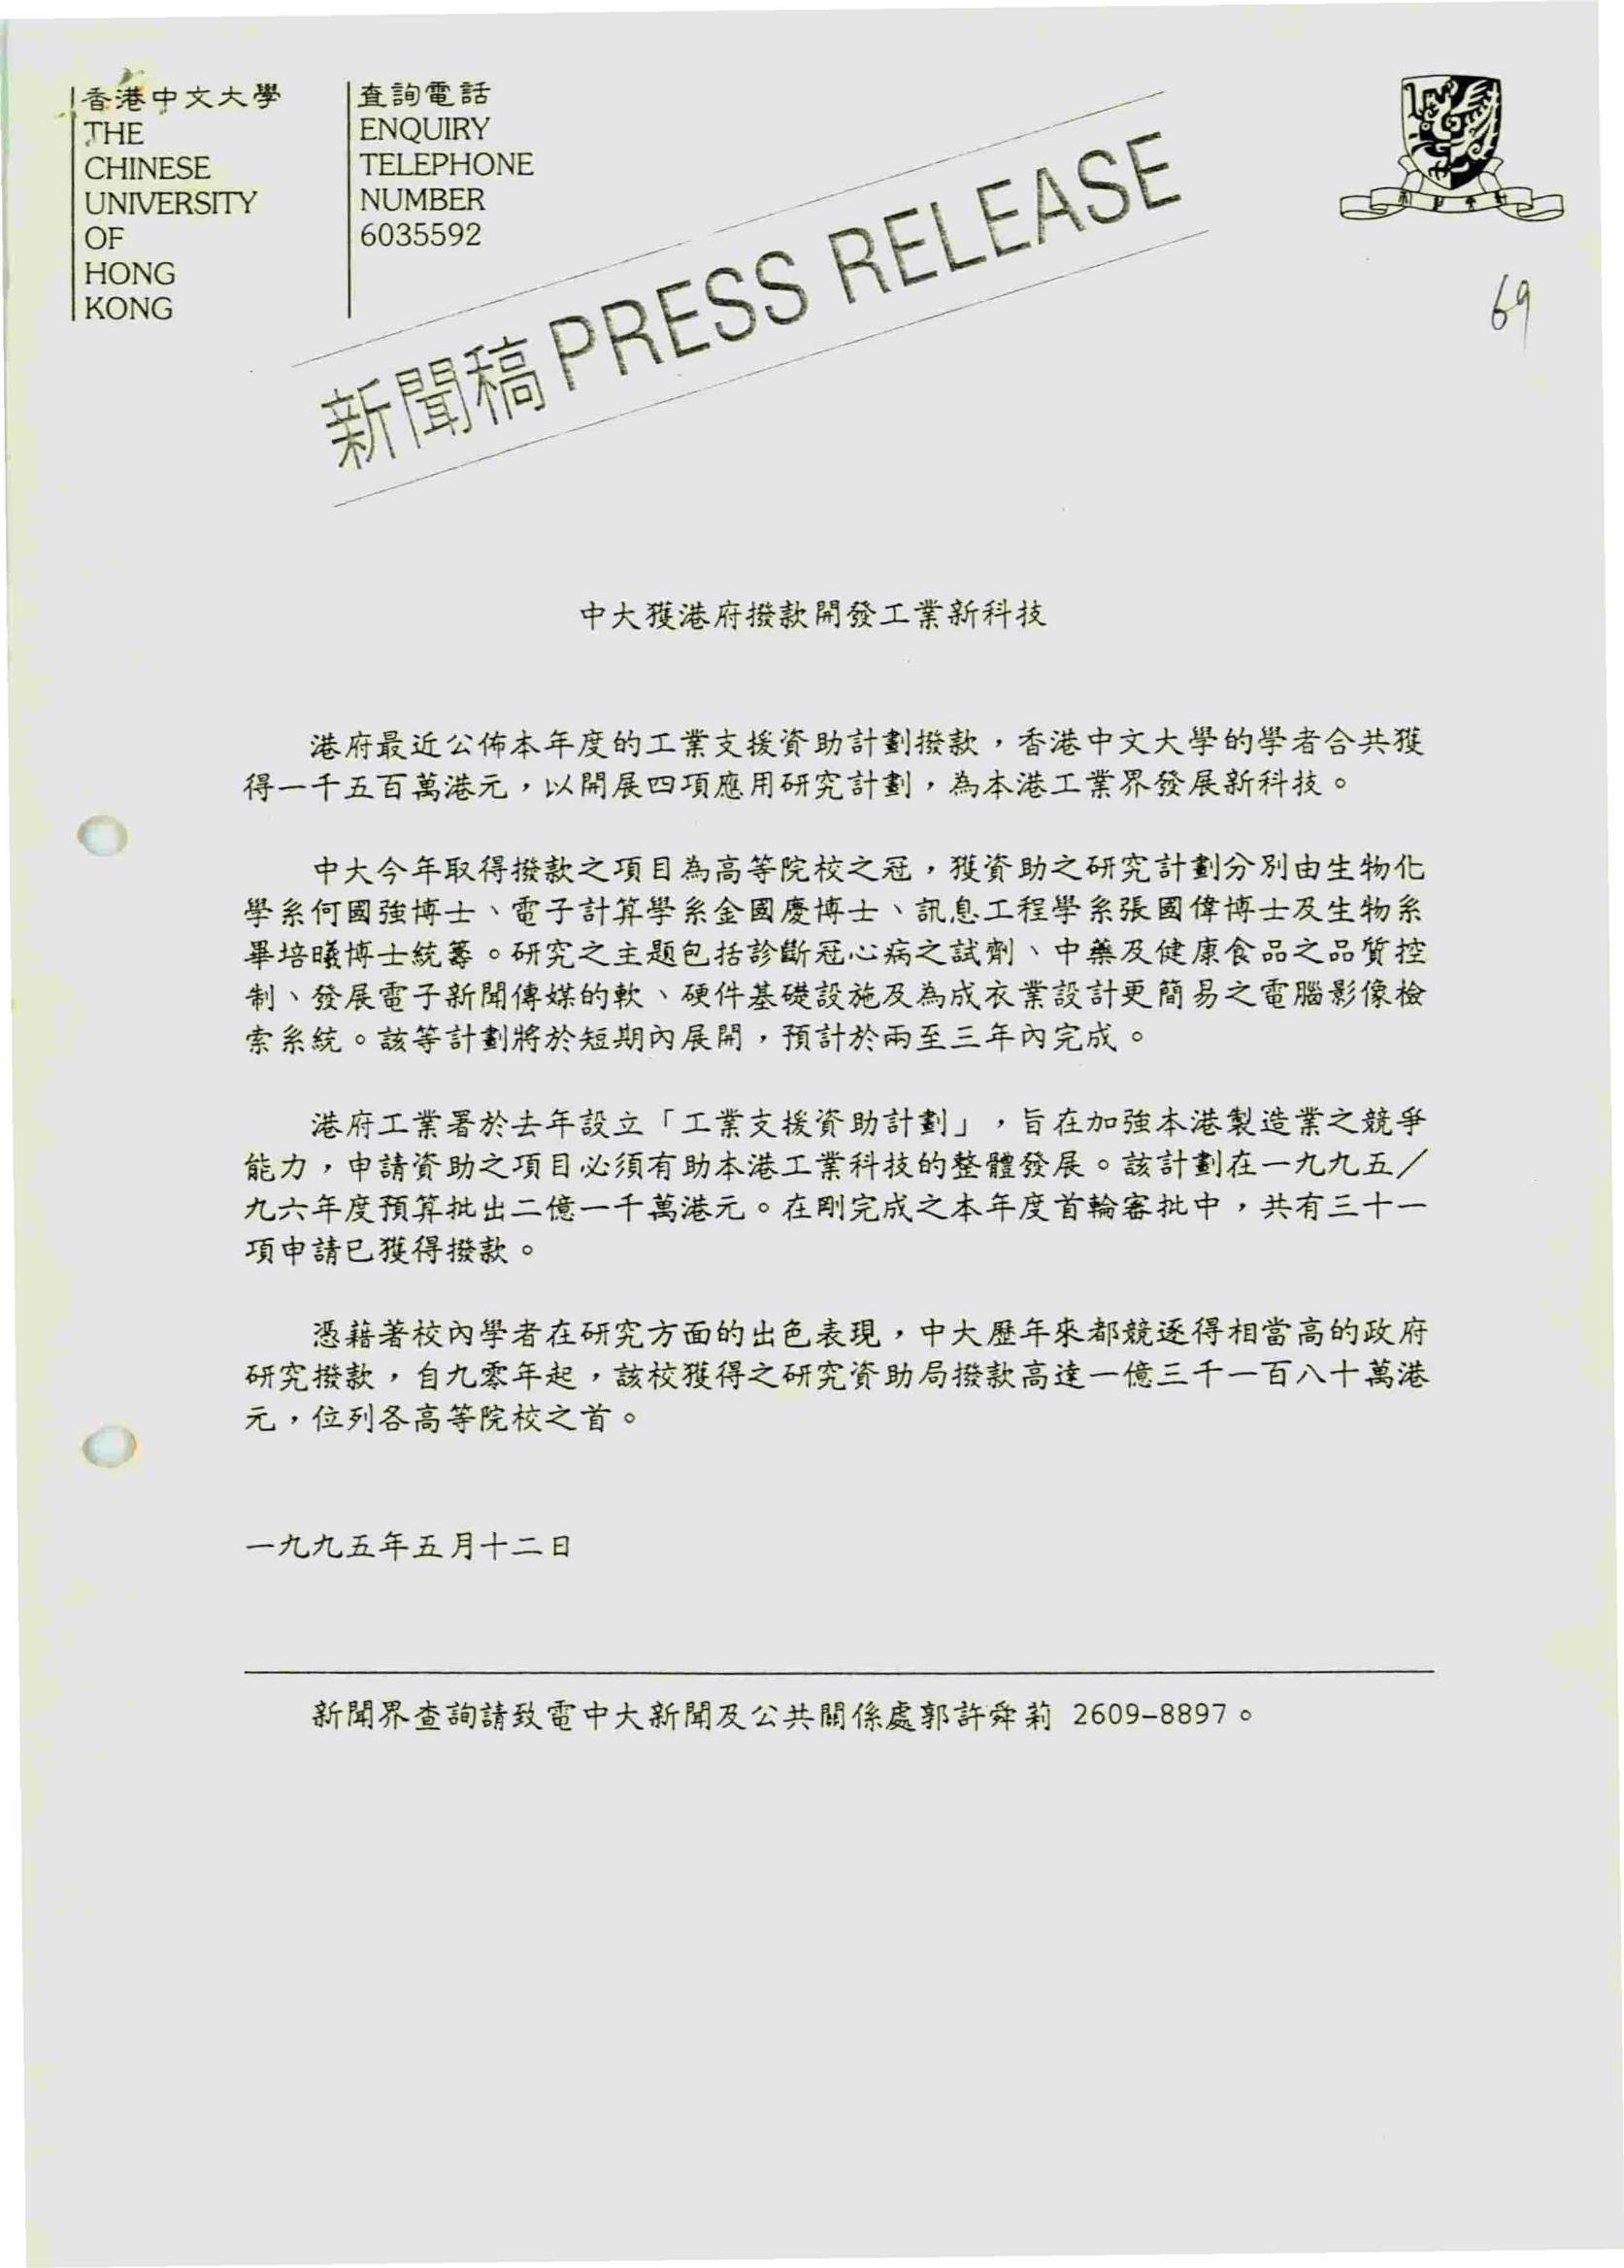 香港中文大學
THE
CHINESE
UNIVERSITY
OF
HONG
KONG
查詢電話
ENQUIRY
TELEPHONE
NUMBER
6035592
新聞稿 PRESS RELEASE
69
中大獲港府撥款開發工業新科技
港府最近公佈本年度的工業支援資助計劃撥款，香港中文大學的學者合共獲
得一千五百萬港元，以開展四項應用研究計劃，為本港工業界發展新科技。
中大今年取得撥款之項目為高等院校之冠，獲資助之研究計劃分別由生物化
學系何國強博士、電子計算學系金國慶博士、訊息工程學系張國偉博士及生物系
畢培曦博士統籌。研究之主題包括診斷冠心病之試劑、中藥及健康食品之品質控
制、發展電子新聞傳媒的軟、硬件基礎設施及為成衣業設計更簡易之電腦影像檢
索系統。該等計劃將於短期內展開，預計於兩至三年內完成。
港府工業署於去年設立「工業支援資助計劃」，旨在加強本港製造業之競爭
能力，申請資助之項目必須有助本港工業科技的整體發展。該計劃在一九九五／
九六年度預算批出二億一千萬港元。在剛完成之本年度首輪審批中，共有三十一
項申請已獲得撥款。
憑藉著校內學者在研究方面的出色表現，中大歷年來都競逐得相當高的政府
研究撥款，自九零年起，該校獲得之研究資助局撥款高達一億三千一百八十萬港
元，位列各高等院校之首。
一九九五年五月十二日
新聞界查詢請致電中大新聞及公共關係處郭許舜莉 2609-8897。